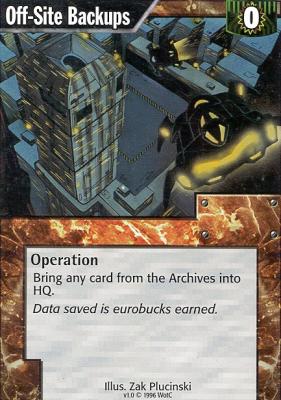 Off-Site Backups
0
Operation
Bring any card from the Archives into
HQ.
Data saved is eurobucks earned.
Illus. Zak Plucinski
v1.0 © 1996 WotC